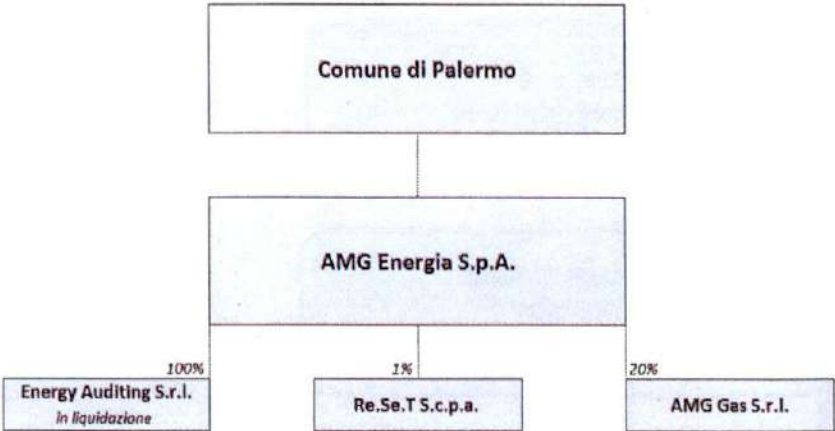 Comune di Palermo
AMG Energia S.p.A.
100%
1%
20%
Energy Auditing S.r.l.
in liquidazione
Re.Se.T S.c.p.a.
AMG Gas S.r.l.